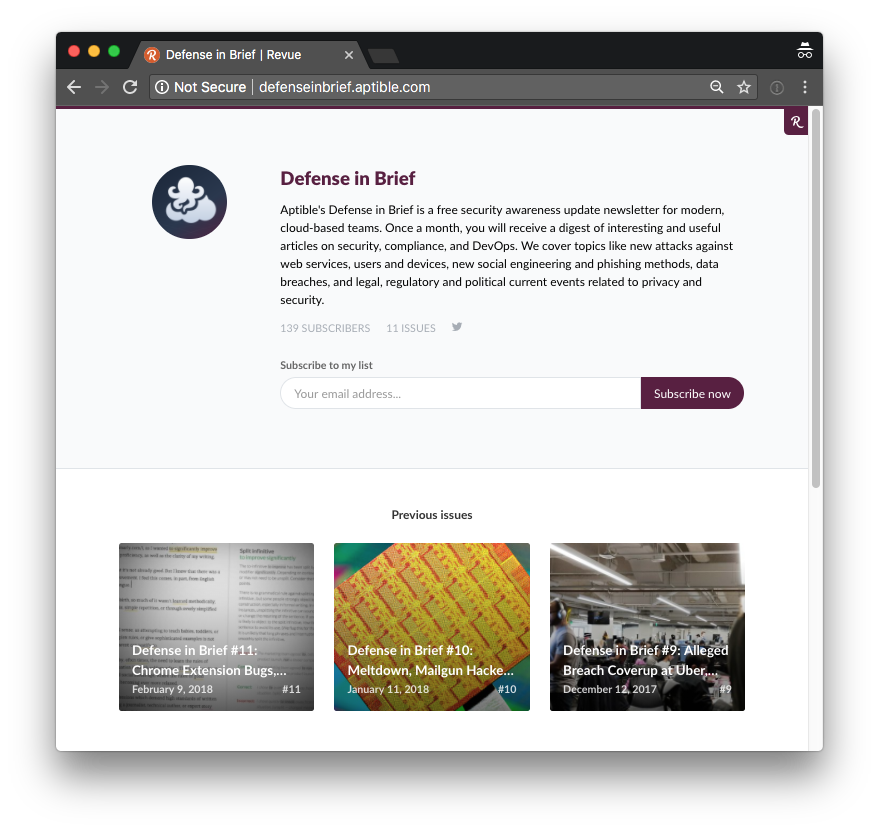 Defense in Brief | Revue
Not Secure | defenseinbrief.aptible.com
Defense in Brief
Aptible's Defense in Brief is a free security awareness update newsletter for modern,
cloud-based teams. Once a month, you will receive a digest of interesting and useful
articles on security, compliance, and DevOps. We cover topics like new attacks against
web services, users and devices, new social engineering and phishing methods, data
breaches, and legal, regulatory and political current events related to privacy and
security.
139 SUBSCRIBERS 11 ISSUES
Subscribe to my list
Your email address... Subscribe now
Previous issues
Split infinitive
to improve significantly
Defense in Brief #11:
Chrome Extension Bugs,...
February 9, 2018 #11
Defense in Brief #10:
Meltdown, Mailgun Hacke...
January 11, 2018 #10
Defense in Brief #9: Alleged
Breach Coverup at Uber,...
December 12, 2017 #9